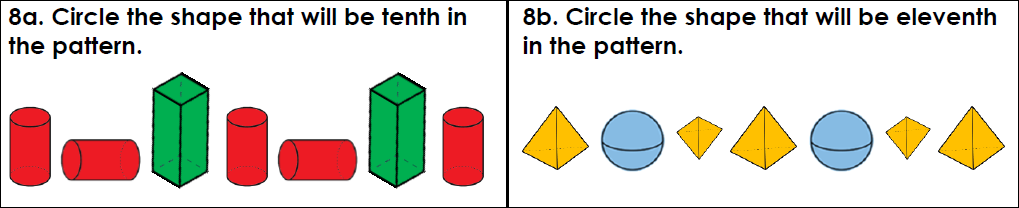 8a. Circle the shape that will be tenth in
the pattern.
8b. Circle the shape that will be eleventh
in the pattern.